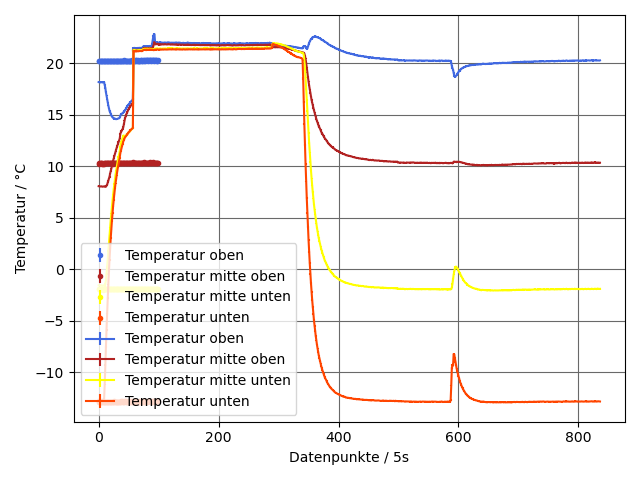 20
15
10
5
0
−5
−10
Temperatur / °C
Temperatur oben
Temperatur mitte oben
Temperatur mitte unten
Temperatur unten
Temperatur oben
Temperatur mitte oben
Temperatur mitte unten
Temperatur unten
0 200 400 600 800
Datenpunkte / 5s